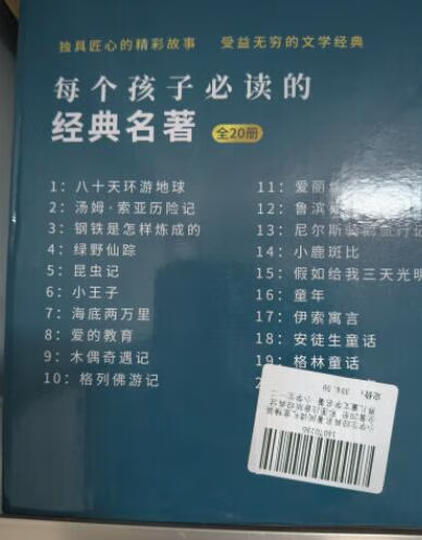 独具匠心的精彩故事 受益无穷的文学经典
每个孩子必读的
经典名著 全20册
1：八十天环游地球
2：汤姆·索亚历险记
3：钢铁是怎样炼成的
4：绿野仙踪
5：昆虫记
6：小王子
7：海底两万里
8：爱的教育
9：木偶奇遇记
10：格列佛游记
11：爱丽
12：鲁滨
13：尼尔斯骑鹅旅行记
14：小鹿斑比
15：假如给我三天光明
16：童年
17：伊索寓言
18：安徒生童话
19：格林童话